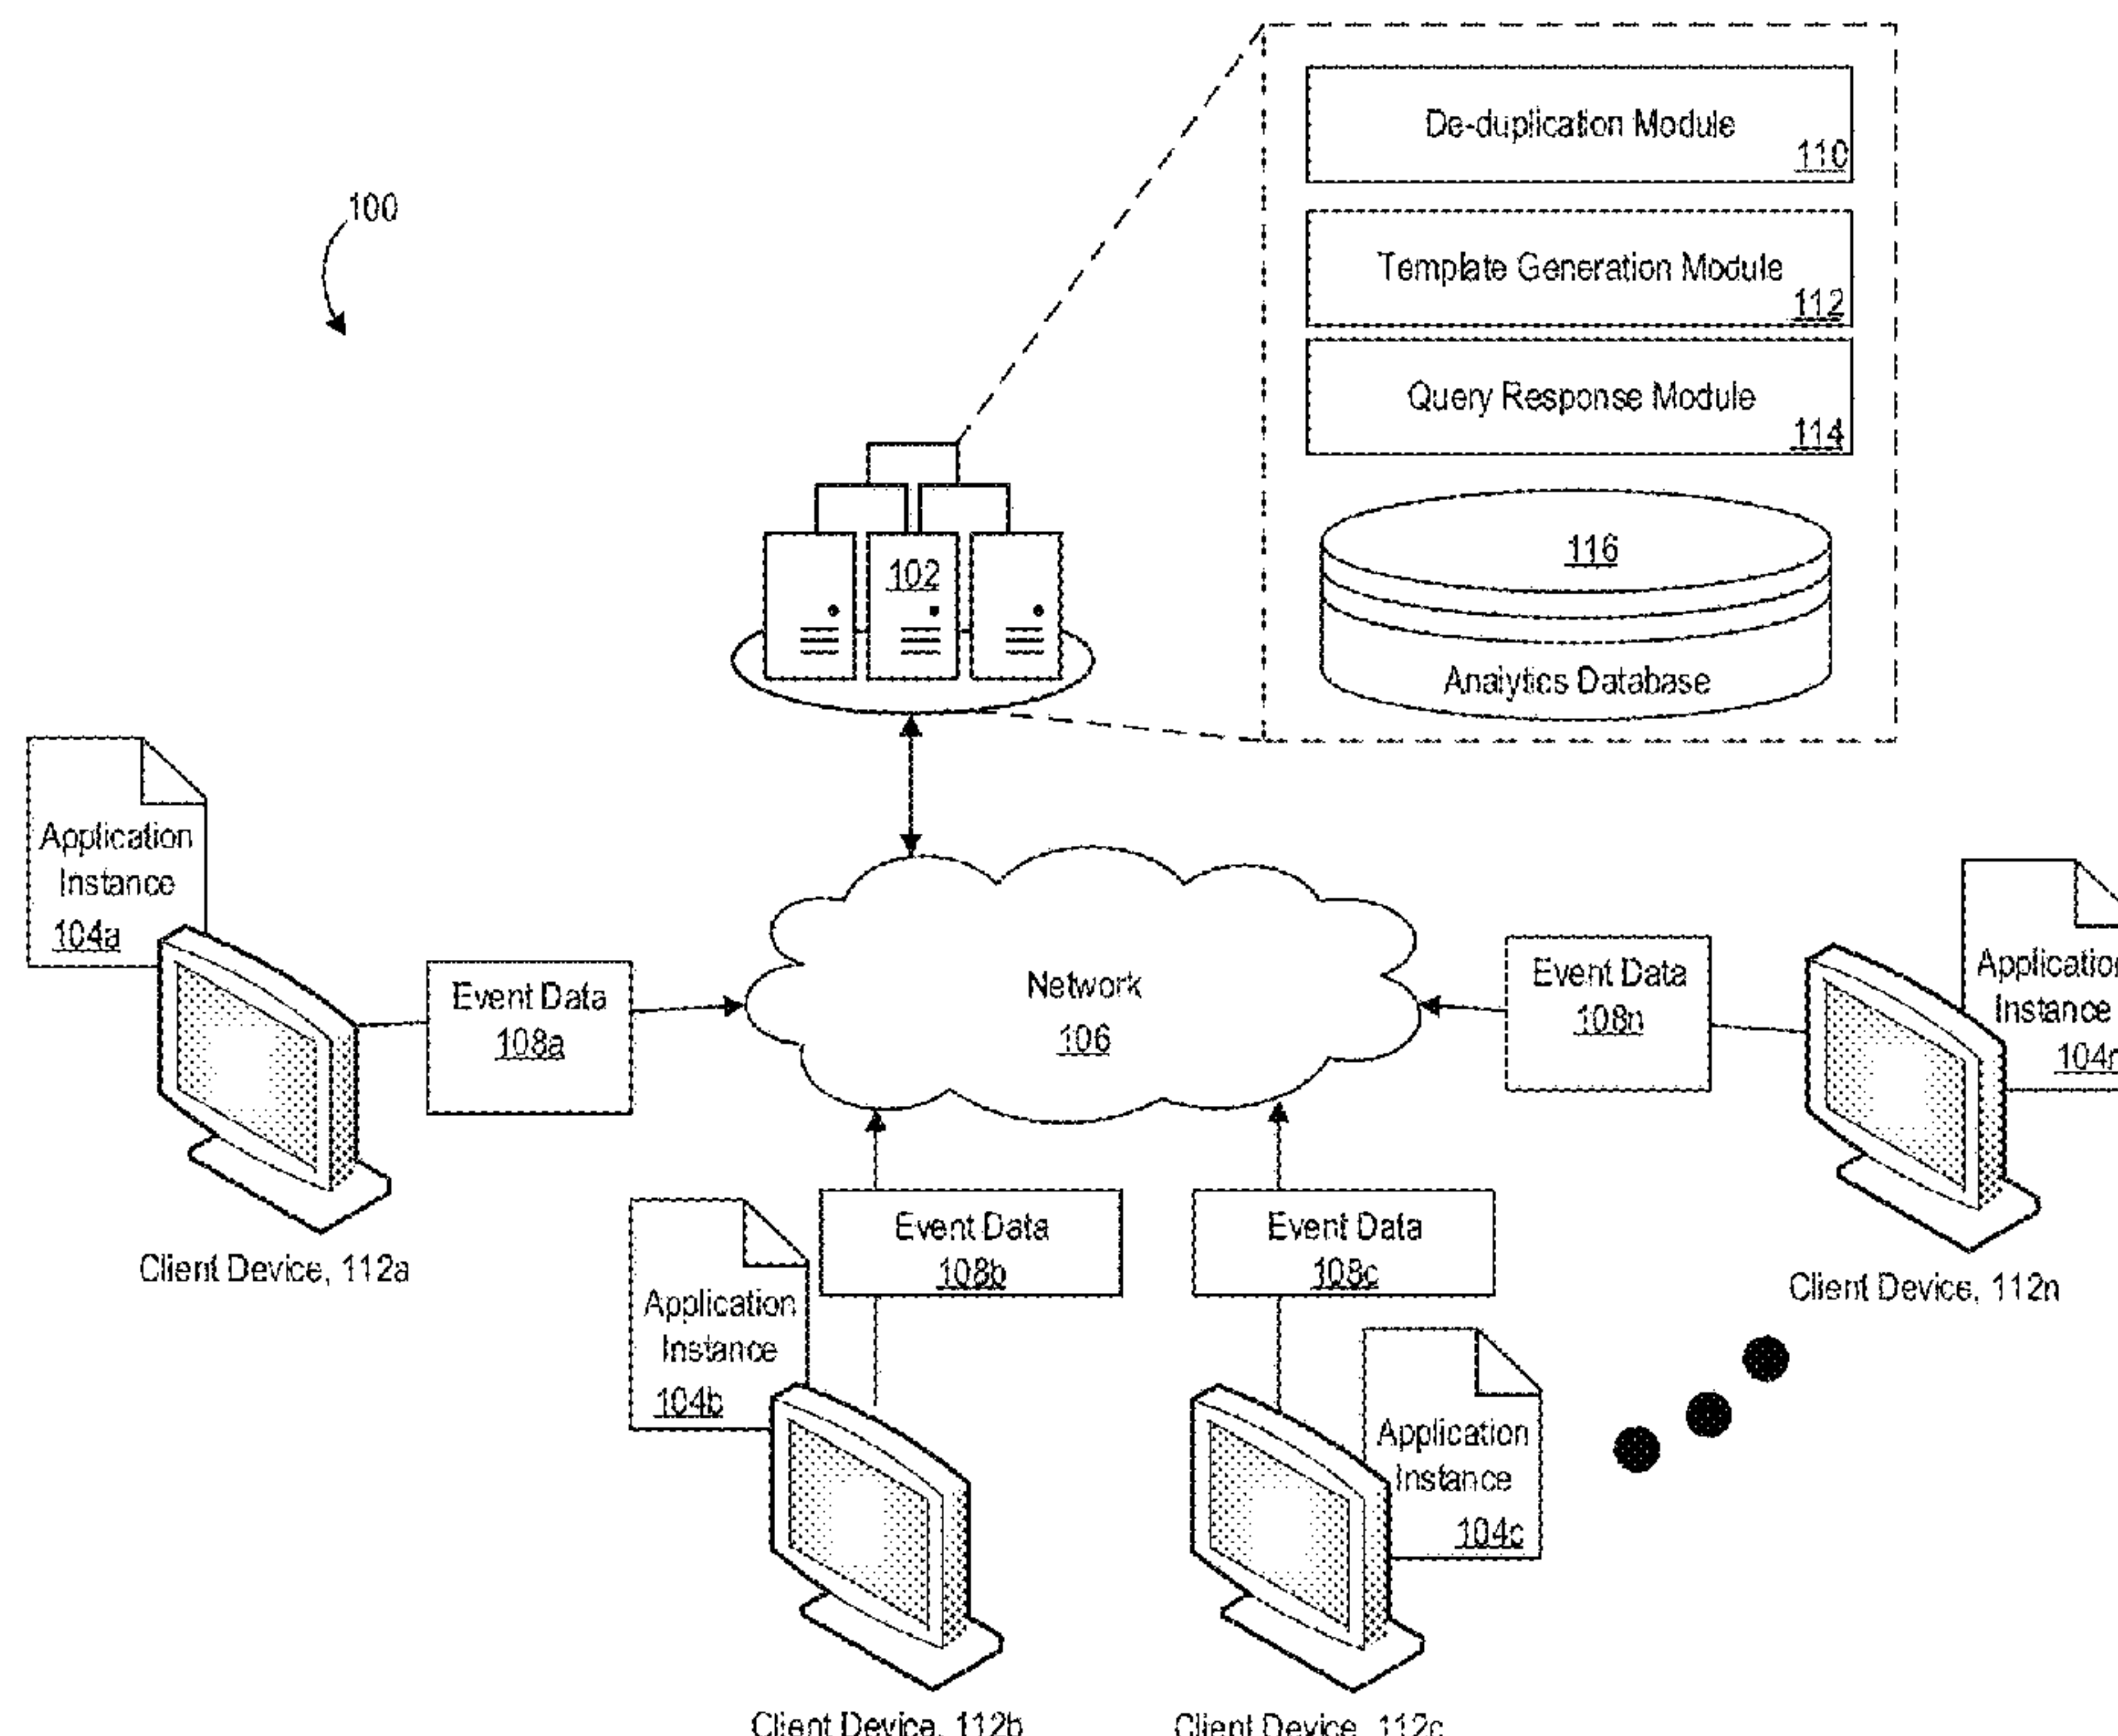 100
De-duplication Module
110
Template Generation Module
112
Query Response Module
114
116
Analytics Database
102
Application
Instance
104a
Event Data
108a
Client Device, 112a
Network
106
Event Data
108n
Instance
Client Device, 112n
Application
Instance
104b
Event Data
108b
Client Device, 112b
Event Data
108c
Application
Instance
104c
Client Device, 112c